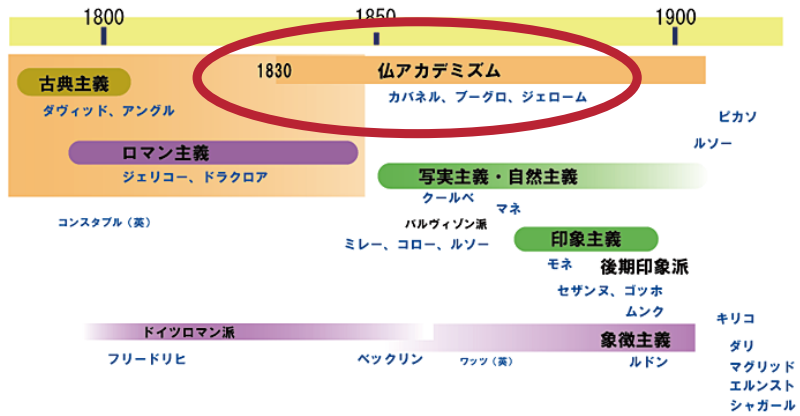 1800 1850 1900
古典主義
1830 仏アカデミズム
ダヴィッド、アングル
カバネル、ブーグロ、ジェローム
ピカソ
ルソー
ロマン主義
ジェリコー、ドラクロア
写実主義・自然主義
クールベ
マネ
コンスタブル（英）
バルヴィゾン派
ミレー、コロー、ルソー
印象主義
モネ 後期印象派
セザンヌ、ゴッホ
ムンク
ドイツロマン派
象徴主義
キリコ
フリードリヒ
ベックリン
ワッツ（英）
ルドン
ダリ
マグリッド
エルンスト
シャガール